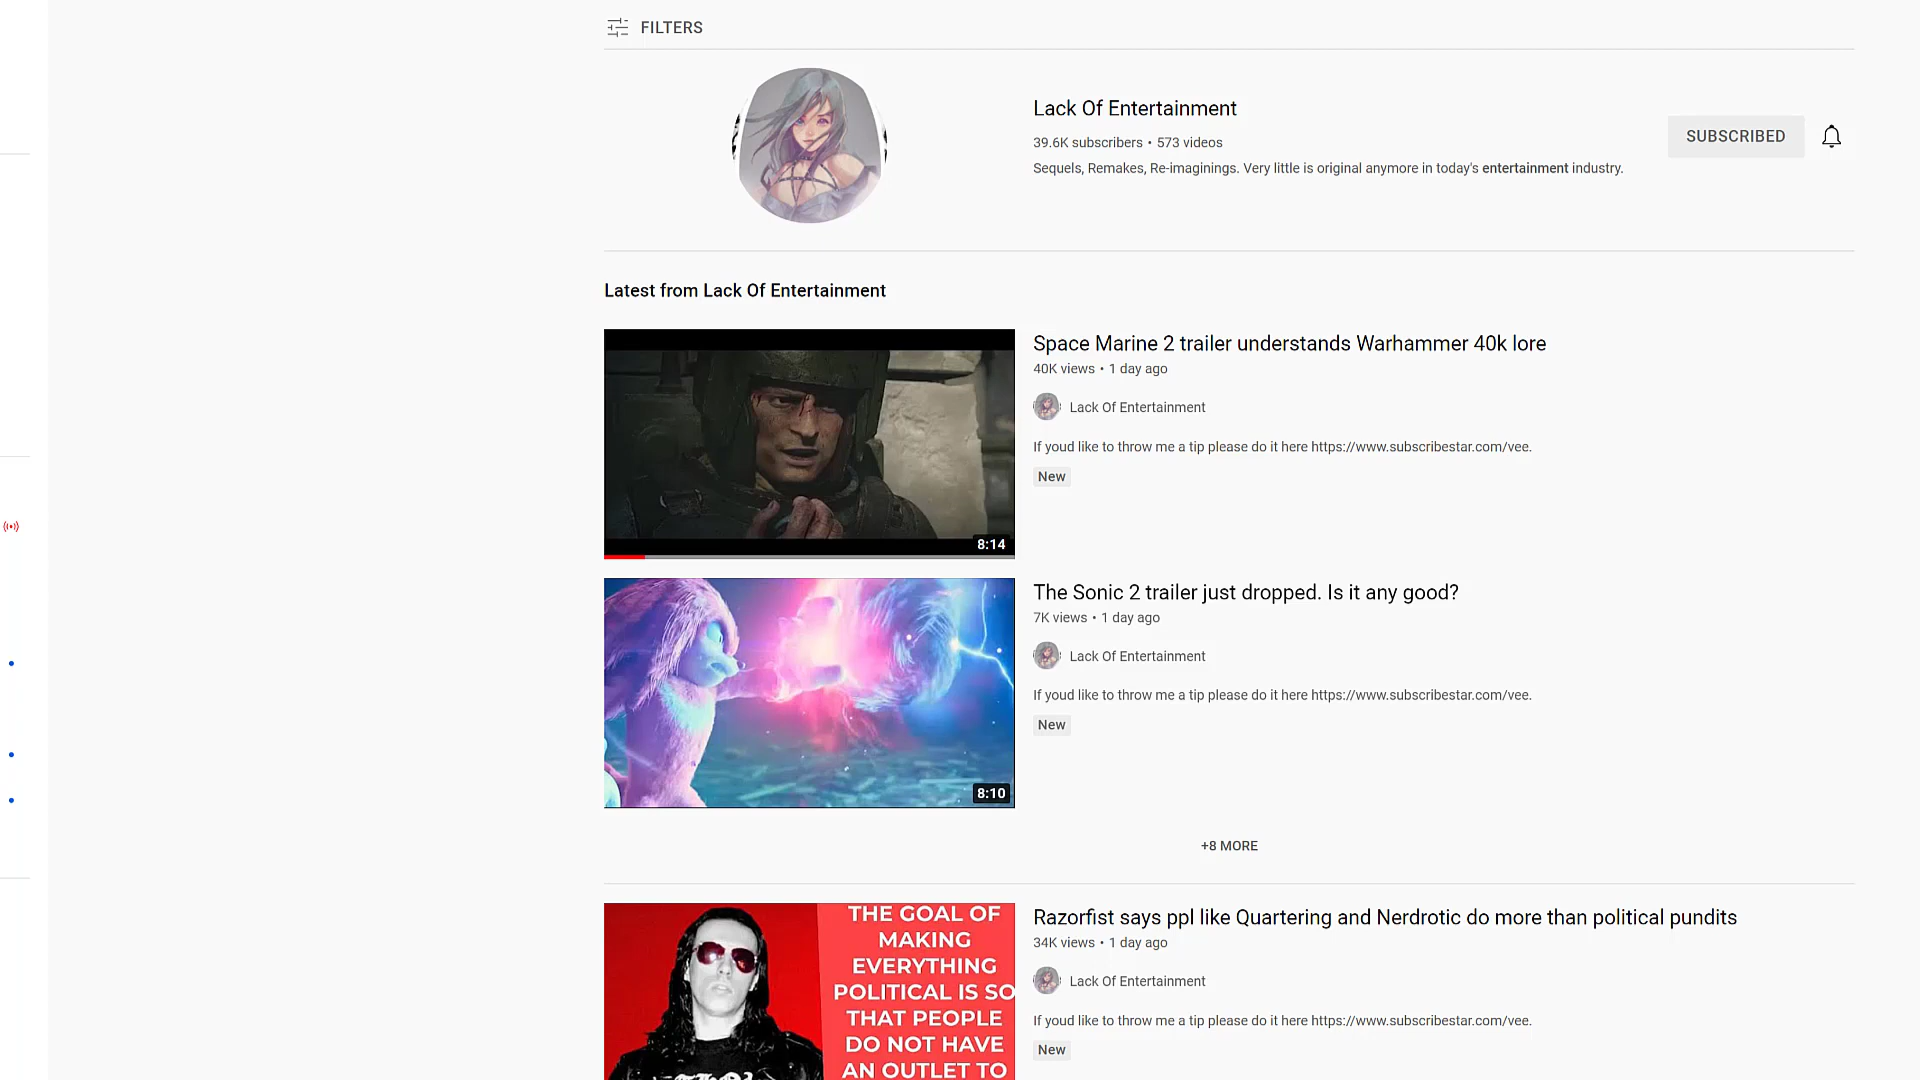 FILTERS
Lack Of Entertainment
39.6K subscribers • 573 videos
SUBSCRIBED
Sequels, Remakes, Re-imaginings. Very little is original anymore in today's entertainment industry.
Latest from Lack Of Entertainment
8:14
Space Marine 2 trailer understands Warhammer 40k lore
40K views • 1 day ago
Lack Of Entertainment
If youd like to throw me a tip please do it here https://www.subscribestar.com/vee.
New
8:10
The Sonic 2 trailer just dropped. Is it any good?
7K views • 1 day ago
Lack Of Entertainment
If youd like to throw me a tip please do it here https://www.subscribestar.com/vee.
New
+8 MORE
THE GOAL OF
MAKING
EVERYTHING
POLITICAL IS SO
THAT PEOPLE
DO NOT HAVE
AN OUTLET TO
Razorfist says ppl like Quartering and Nerdrotic do more than political pundits
34K views • 1 day ago
Lack Of Entertainment
If youd like to throw me a tip please do it here https://www.subscribestar.com/vee.
New